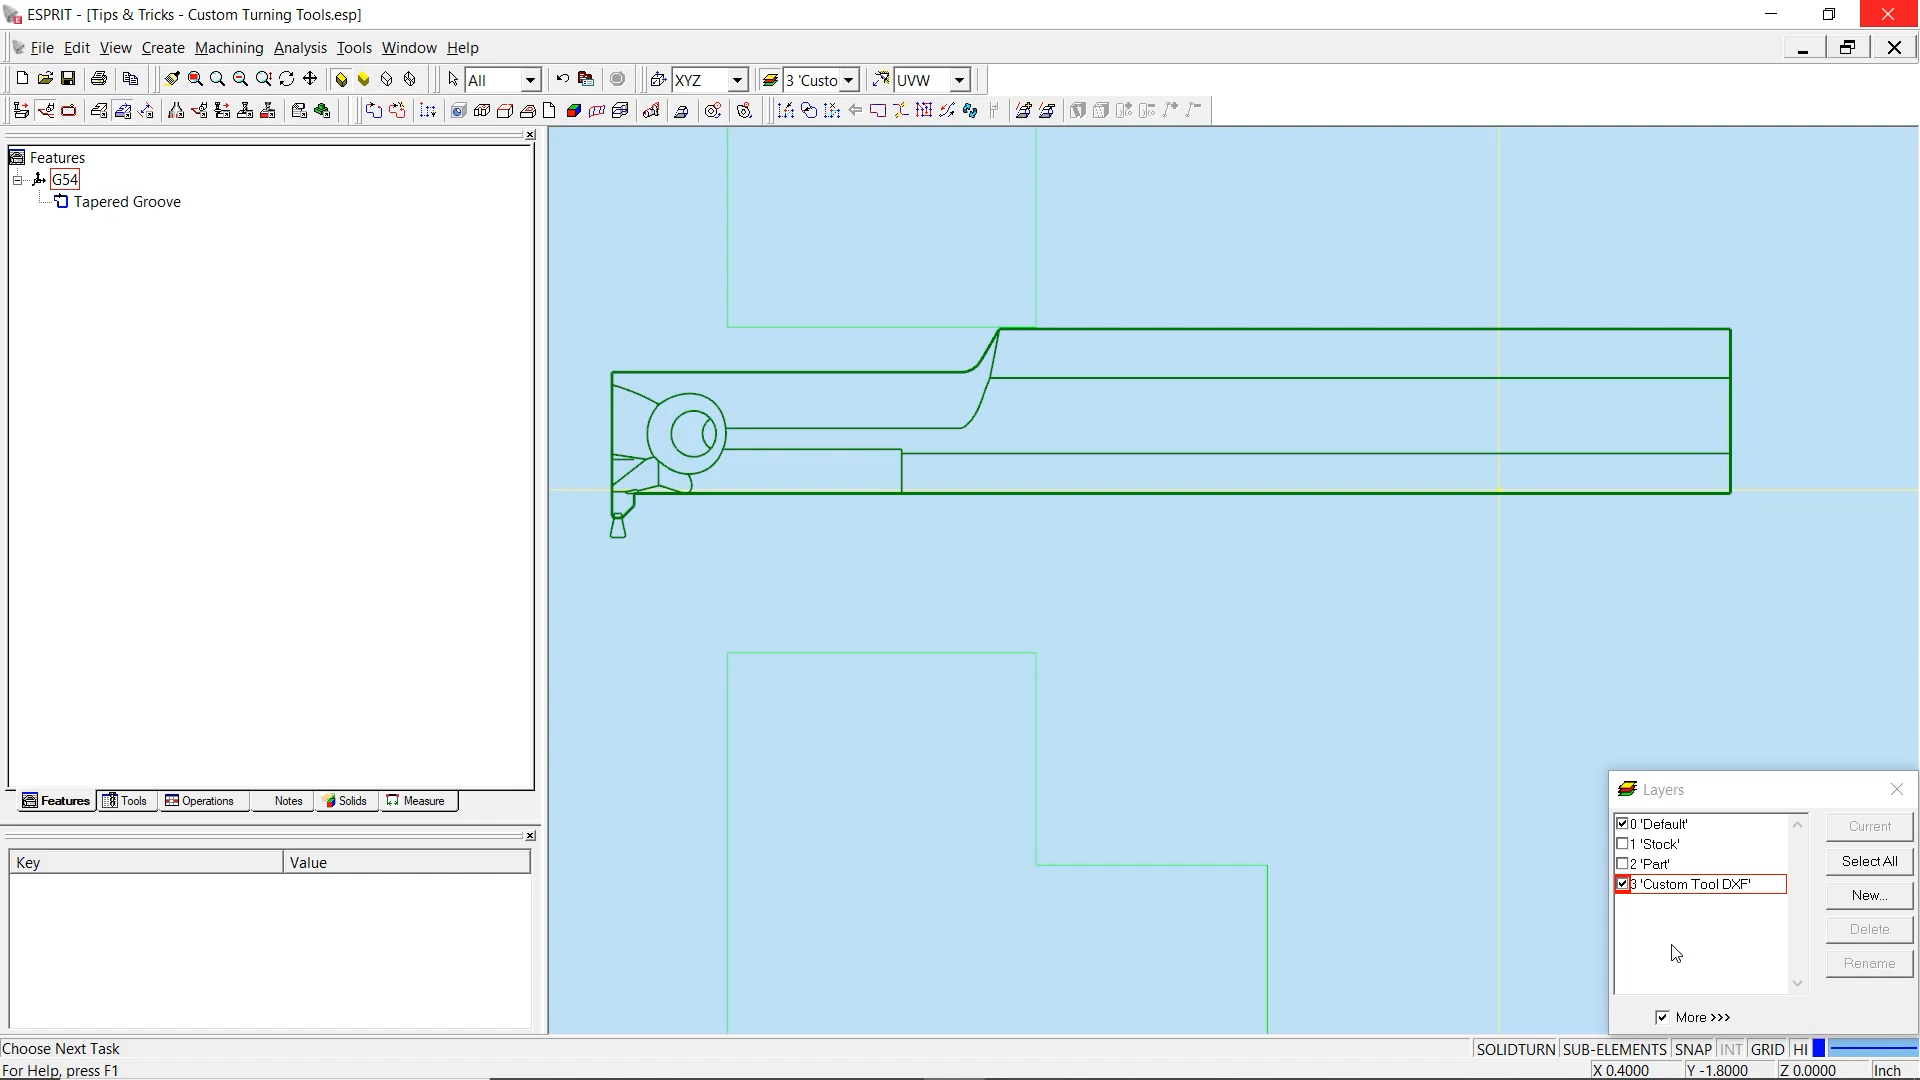 ESPRIT - [Tips & Tricks - Custom Turning Tools.esp]
File Edit View Create Machining Analysis Tools Window Help
All XYZ 3 'Custo UVW
Features
G54
Tapered Groove
Features Tools Operations Notes Solids Measure
Key Value
Layers
0 'Default' Current
1 'Stock'
2 'Part' Select All
3 'Custom Tool DXF' New...
Delete
Rename
More >>>
Choose Next Task SOLIDTURN SUB-ELEMENTS SNAP INT GRID HI
For Help, press F1 X 0.4000 Y -1.8000 Z 0.0000 Inch